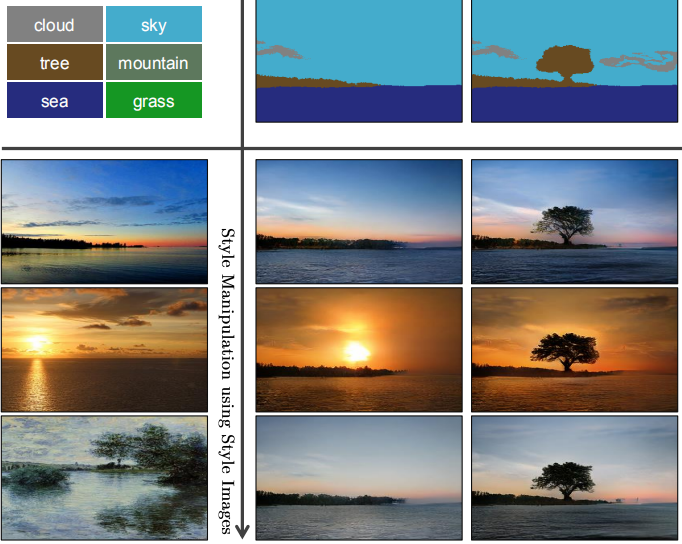 cloud sky
tree mountain
sea grass
Style Manipulation using Style Images